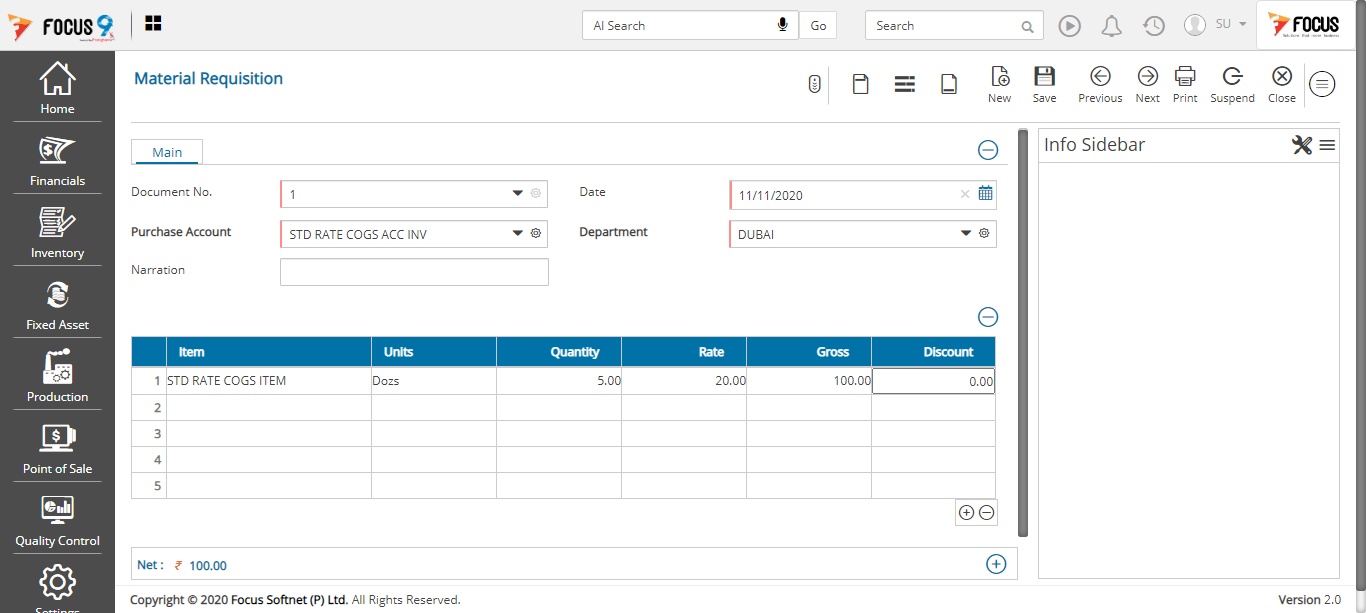 FOCUS 9
AI Search
Go
Search
SU
FOCUS
Home
Financials
Inventory
Fixed Asset
Production
Point of Sale
Quality Control
Settings
Material Requisition
New
Save
Previous
Next
Print
Suspend
Close
Main
Document No. 1
Date 11/11/2020
Purchase Account STD RATE COGS ACC INV
Department DUBAI
Narration
Item Units Quantity Rate Gross Discount
1 STD RATE COGS ITEM Dozs 5.00 20.00 100.00 0.00
2
3
4
5
Net : ₹ 100.00
Info Sidebar
Copyright © 2020 Focus Softnet (P) Ltd. All Rights Reserved.
Version 2.0